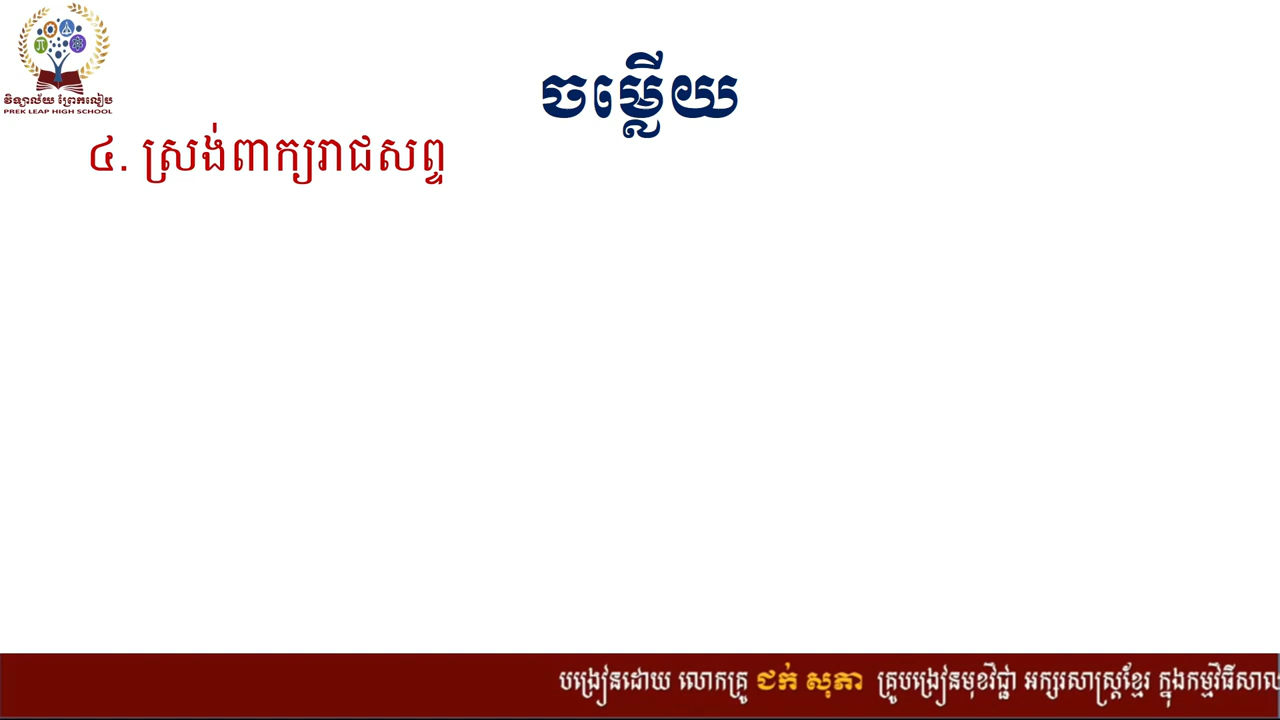 វិទ្យាល័យ ព្រែកលៀប
PREK LEAP HIGH SCHOOL
ចម្លើយ
៤. ស្រង់ពាក្យរាជសព្ទ
បង្រៀនដោយ លោកគ្រូ ជក់ សុភា គ្រូបង្រៀនមុខវិជ្ជា អក្សរសាស្ត្រខ្មែរ ក្នុងកម្មវិធីសាល